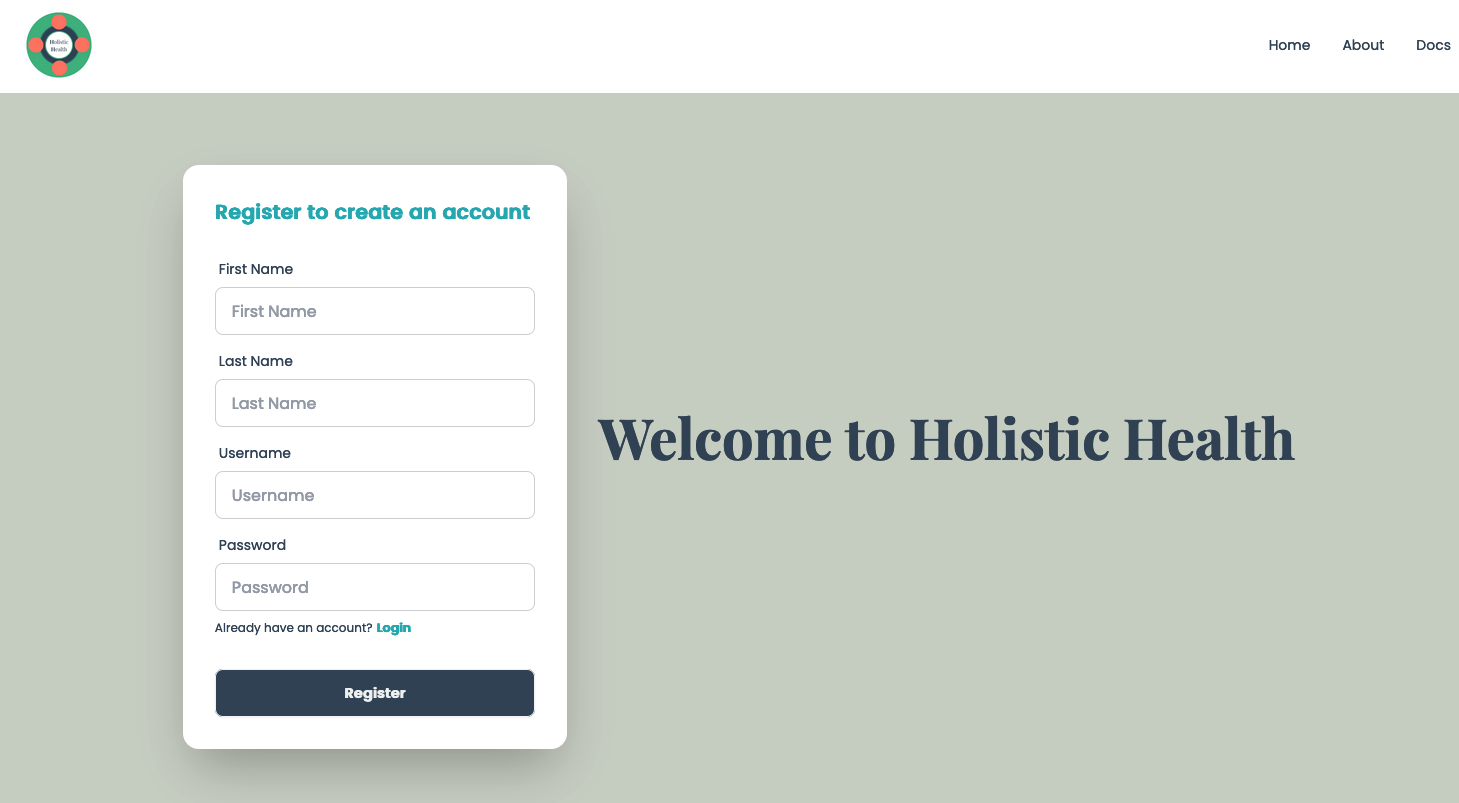 Holistic
Health
Home
About
Docs
Register to create an account
First Name
First Name
Last Name
Last Name
Username
Username
Password
Password
Already have an account? Login
Register
Welcome to Holistic Health